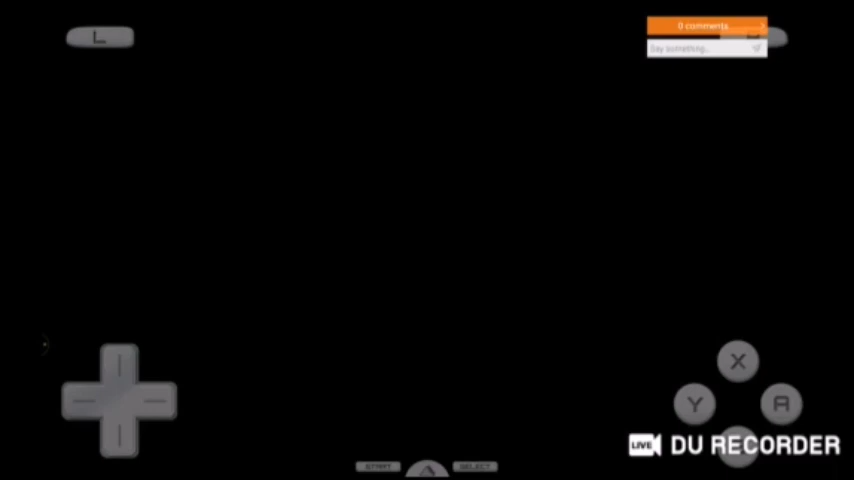 L
0 comments
Say something..
X
Y
A
LIVE
DU RECORDER
START
SELECT